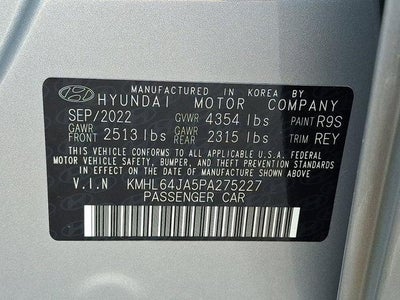 MANUFACTURED IN KOREA BY
HYUNDAI MOTOR COMPANY
SEP/2022 GVWR 4354 lbs PAINT R9S
GAWR FRONT 2513 lbs GAWR REAR 2315 lbs TRIM REY
THIS VEHICLE CONFORMS TO ALL APPLICABLE U.S.A. FEDERAL
MOTOR VEHICLE SAFETY, BUMPER, AND THEFT PREVENTION STANDARDS
IN EFFECT ON THE DATE OF MANUFACTURE SHOWN ABOVE.
V.I.N KMHL64JA5PA275227
PASSENGER CAR